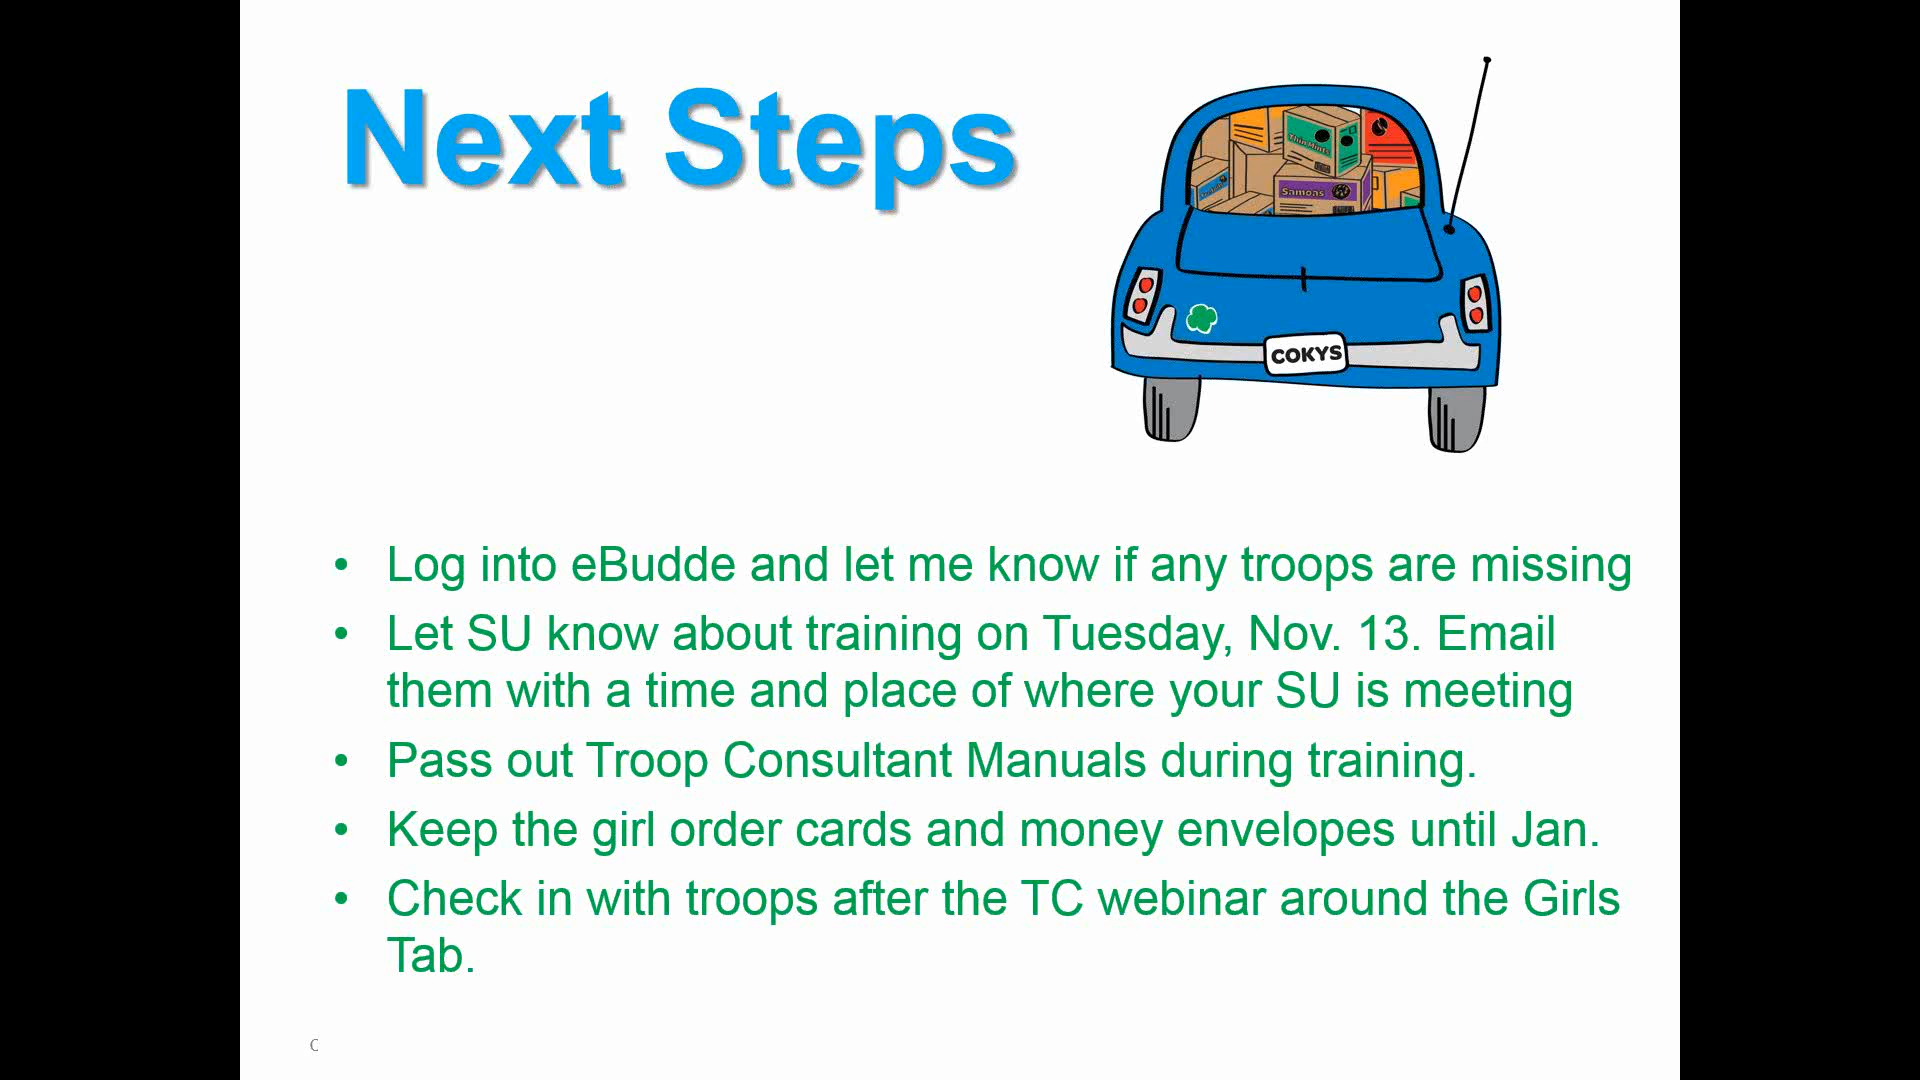 Next Steps
Thin Mints
Samoas
COKYS
• Log into eBudde and let me know if any troops are missing
• Let SU know about training on Tuesday, Nov. 13. Email
them with a time and place of where your SU is meeting
• Pass out Troop Consultant Manuals during training.
• Keep the girl order cards and money envelopes until Jan.
• Check in with troops after the TC webinar around the Girls
Tab.